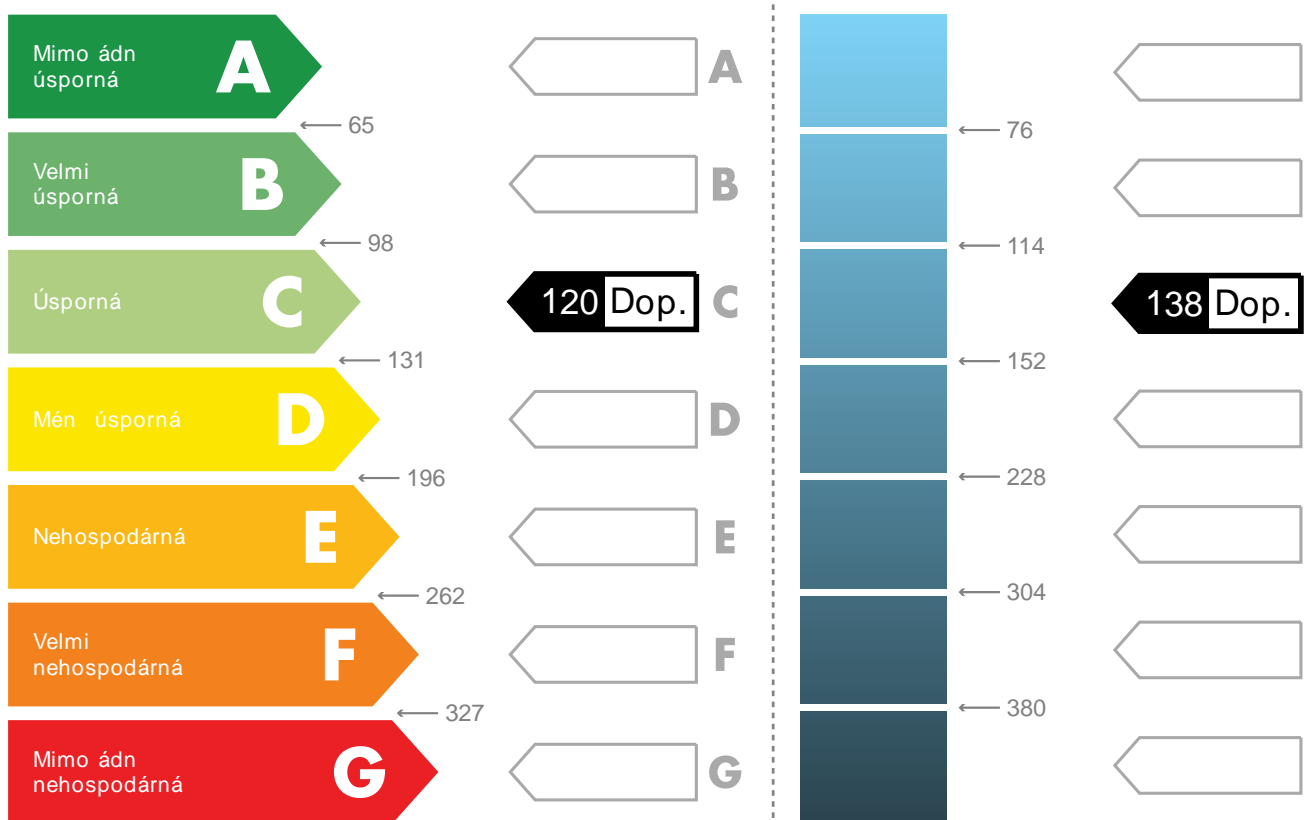 Mimo ádn
úsporná
A
A
65
76
Velmi
úsporná
B
B
98
114
Úsporná
C
120 Dop.
C
138 Dop.
131
152
Mén úsporná
D
D
196
228
Nehospodárná
E
E
262
304
Velmi
nehospodárná
F
F
327
380
Mimo ádn
nehospodárná
G
G